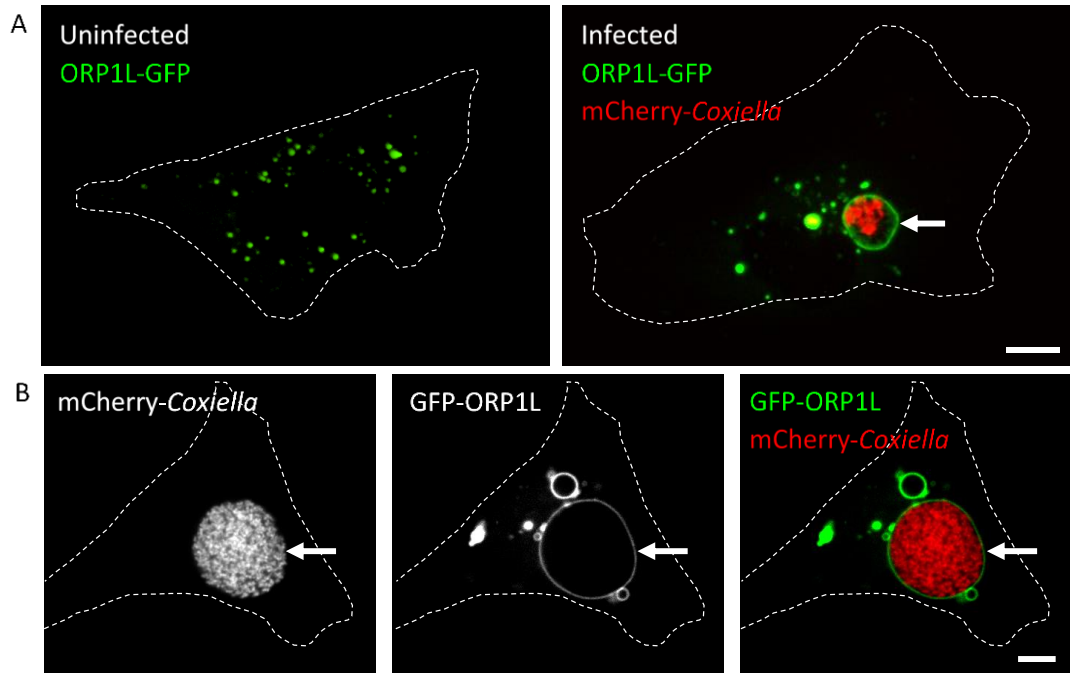 A
Uninfected
ORP1L-GFP
Infected
ORP1L-GFP
mCherry-Coxiella
B
mCherry-Coxiella
GFP-ORP1L
GFP-ORP1L
mCherry-Coxiella